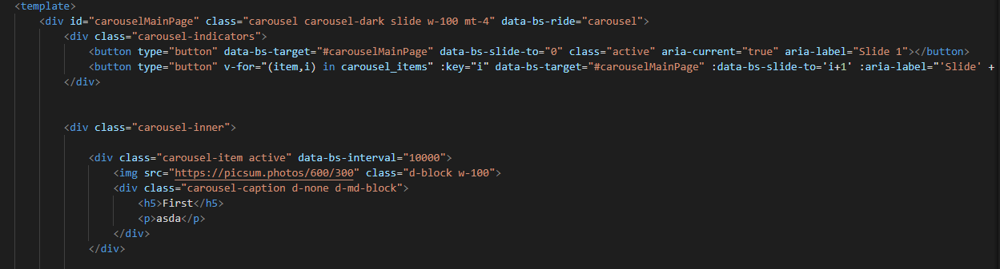 <template>
<div id="carouselMainPage" class="carousel carousel-dark slide w-100 mt-4" data-bs-ride="carousel">
<div class="carousel-indicators">
<button type="button" data-bs-target="#carouselMainPage" data-bs-slide-to="0" class="active" aria-current="true" aria-label="Slide 1"></button>
<button type="button" v-for="(item,i) in carousel_items" :key="i" data-bs-target="#carouselMainPage" :data-bs-slide-to='i+1' :aria-label="'Slide' +
</div>
<div class="carousel-inner">
<div class="carousel-item active" data-bs-interval="10000">
<img src="https://picsum.photos/600/300" class="d-block w-100">
<div class="carousel-caption d-none d-md-block">
<h5>First</h5>
<p>asda</p>
</div>
</div>